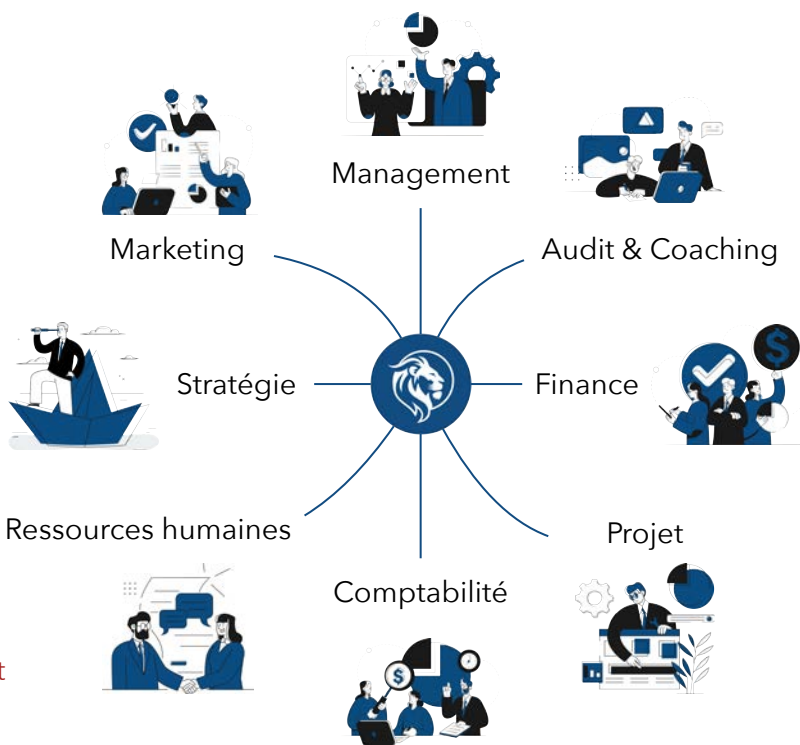 Management
Marketing
Audit & Coaching
Stratégie
Finance
Ressources humaines
Projet
Comptabilité
t